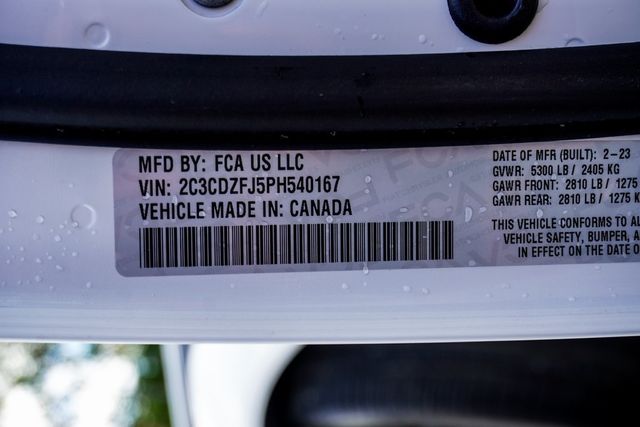 MFD BY: FCA US LLC
VIN: 2C3CDZFJ5PH540167
VEHICLE MADE IN: CANADA
DATE OF MFR (BUILT): 2-23
GVWR: 5300 LB / 2405 KG
GAWR FRONT: 2810 LB / 1275
GAWR REAR: 2810 LB / 1275 K
THIS VEHICLE CONFORMS TO AL
VEHICLE SAFETY, BUMPER, A
IN EFFECT ON THE DATE O